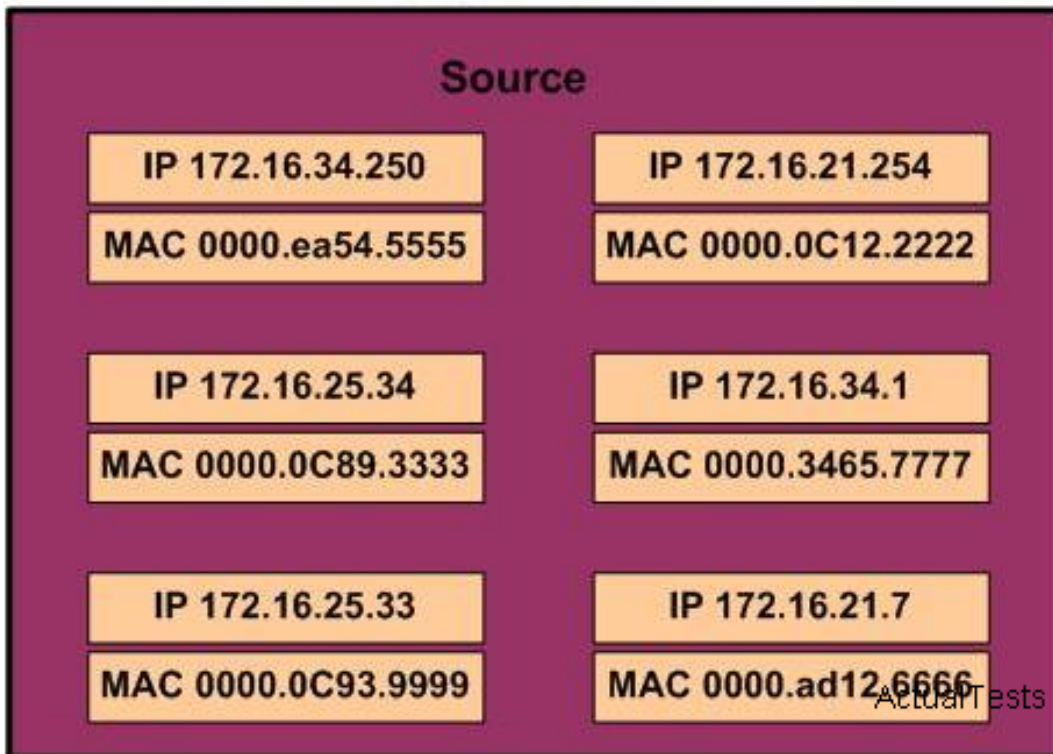 Source
IP 172.16.34.250
MAC 0000.ea54.5555
IP 172.16.21.254
MAC 0000.0C12.2222
IP 172.16.25.34
MAC 0000.0C89.3333
IP 172.16.34.1
MAC 0000.3465.7777
IP 172.16.25.33
MAC 0000.0C93.9999
IP 172.16.21.7
MAC 0000.ad12.6666
ActualTests